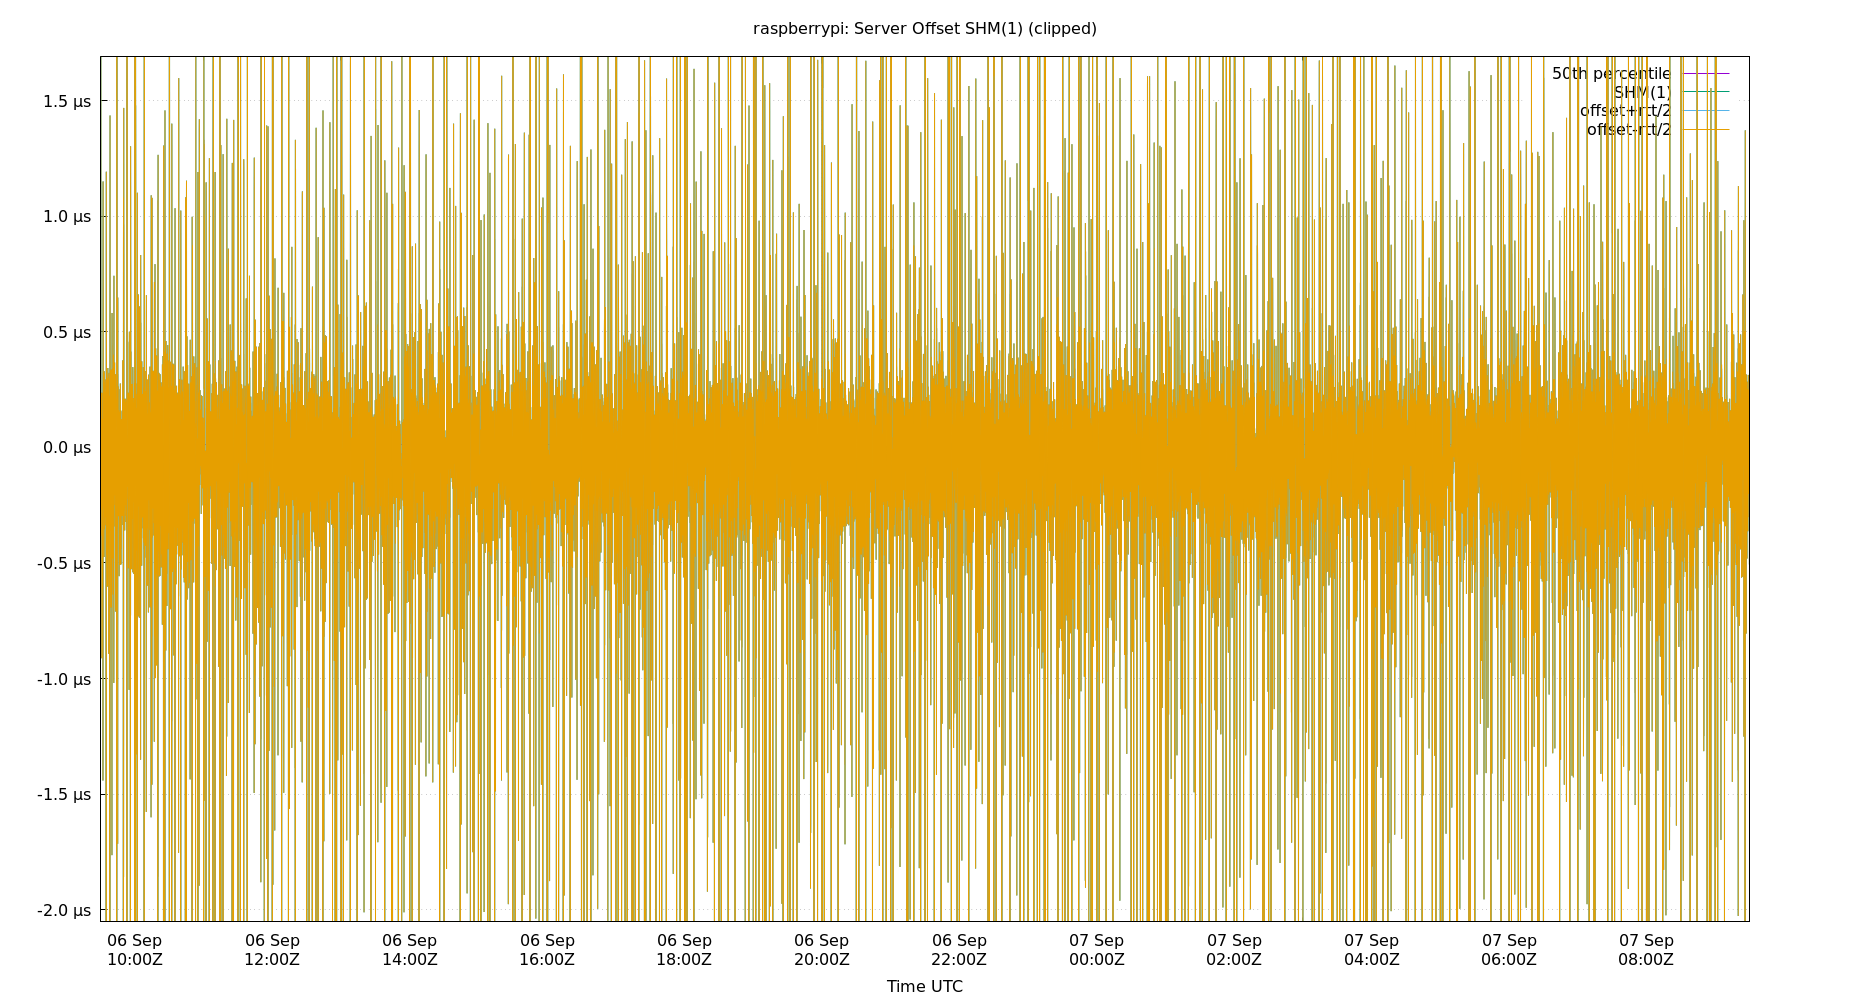 raspberrypi: Server Offset SHM(1) (clipped)
50th percentile
SHM(1)
offset+rtt/2
offset-rtt/2
1.5 µs
1.0 µs
0.5 µs
0.0 µs
-0.5 µs
-1.0 µs
-1.5 µs
-2.0 µs
06 Sep 06 Sep 06 Sep 06 Sep 06 Sep 06 Sep 06 Sep 07 Sep 07 Sep 07 Sep 07 Sep 07 Sep
10:00Z 12:00Z 14:00Z 16:00Z 18:00Z 20:00Z 22:00Z 00:00Z 02:00Z 04:00Z 06:00Z 08:00Z
Time UTC